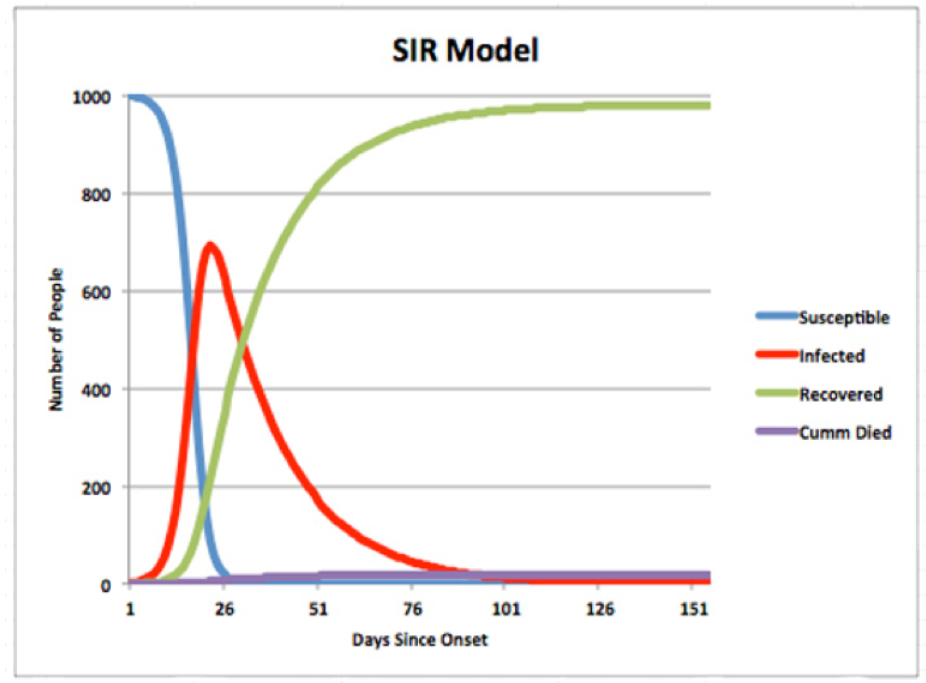 SIR Model
1000
800
600
400
200
0
Number of People
1 26 51 76 101 126 151
Days Since Onset
Susceptible
Infected
Recovered
Cumm Died